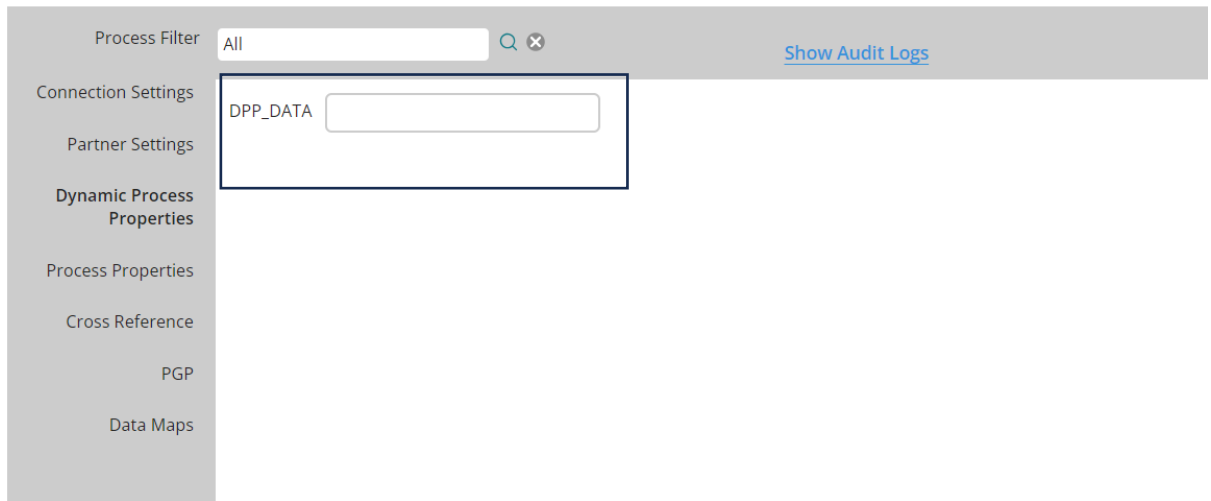 Process Filter
All
Show Audit Logs
Connection Settings
DPP_DATA
Partner Settings
Dynamic Process
Properties
Process Properties
Cross Reference
PGP
Data Maps